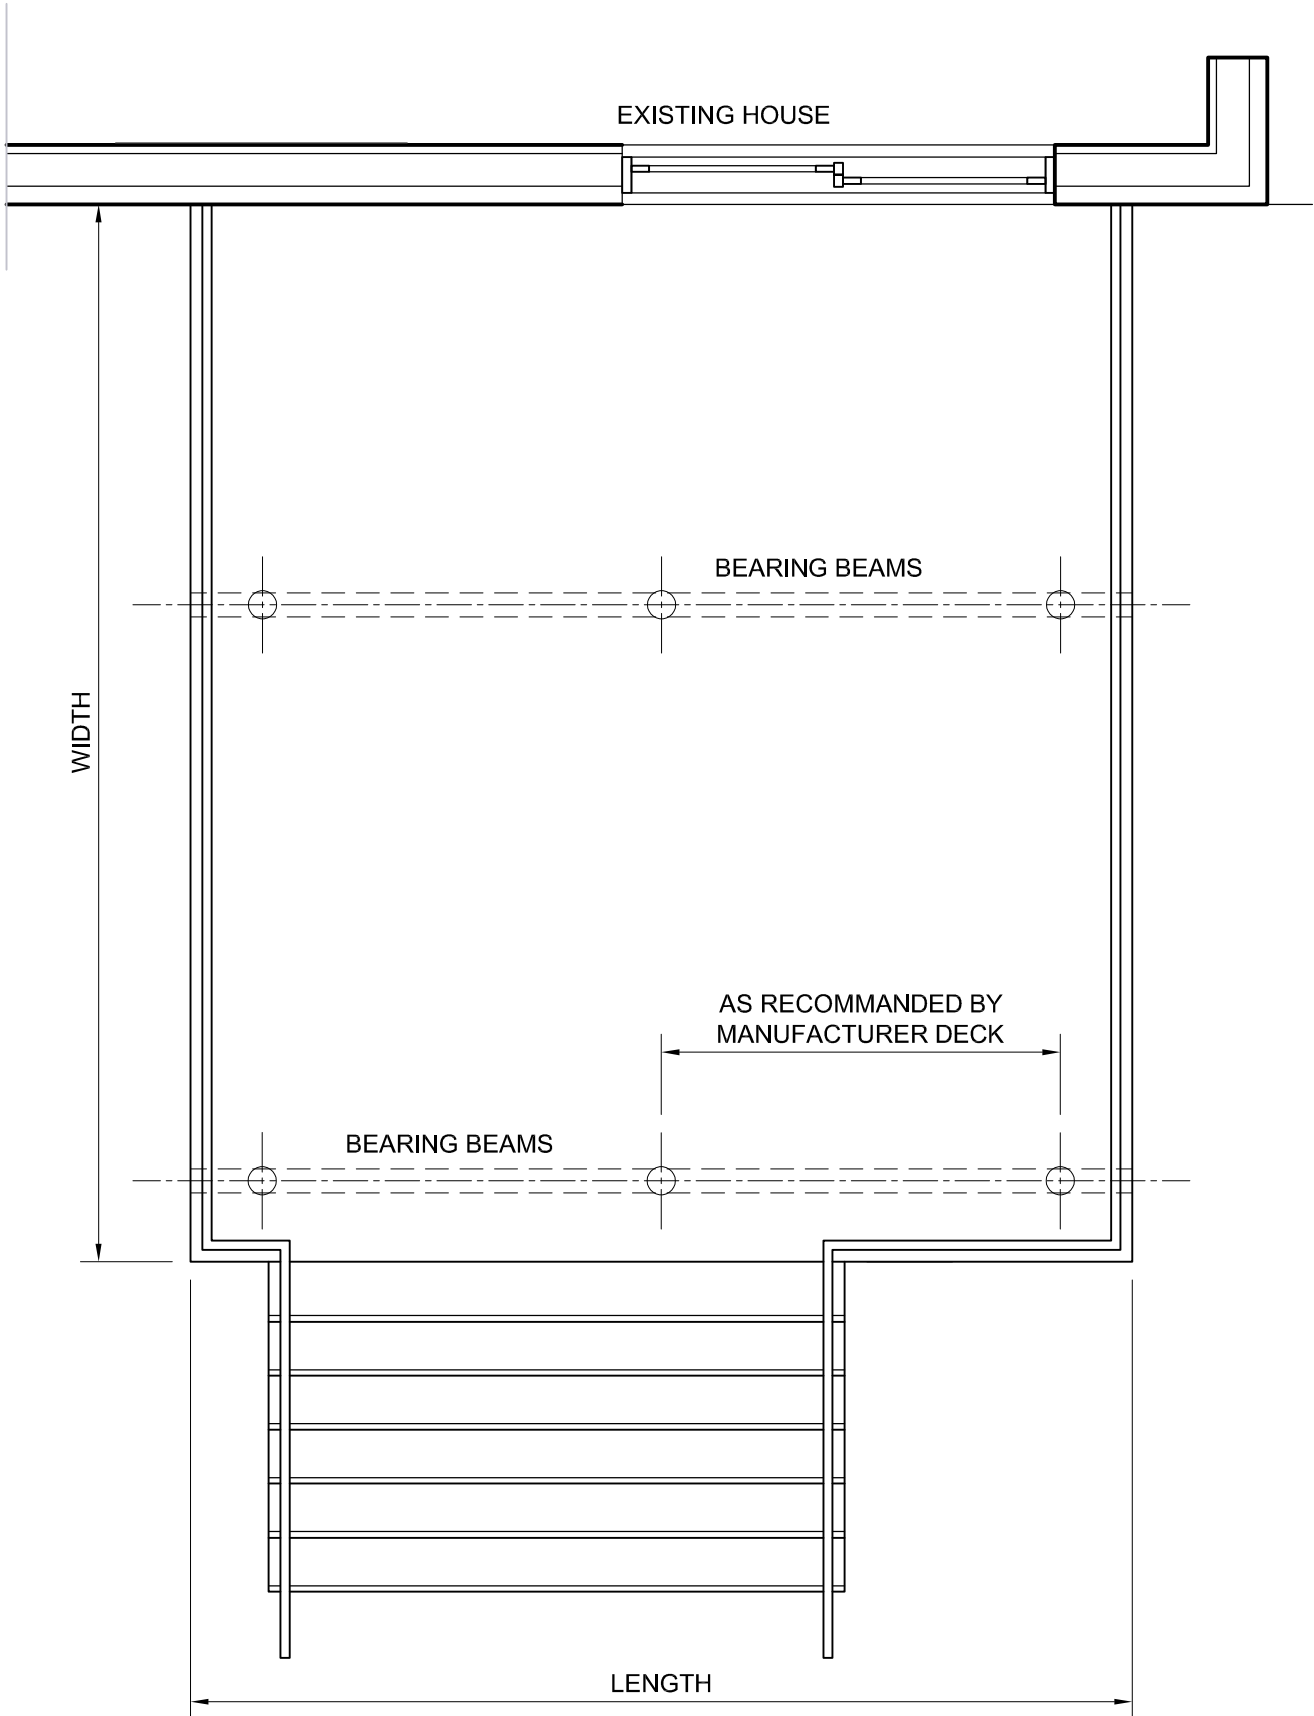 EXISTING HOUSE
BEARING BEAMS
WIDTH
AS RECOMMANDED BY
MANUFACTURER DECK
BEARING BEAMS
LENGTH